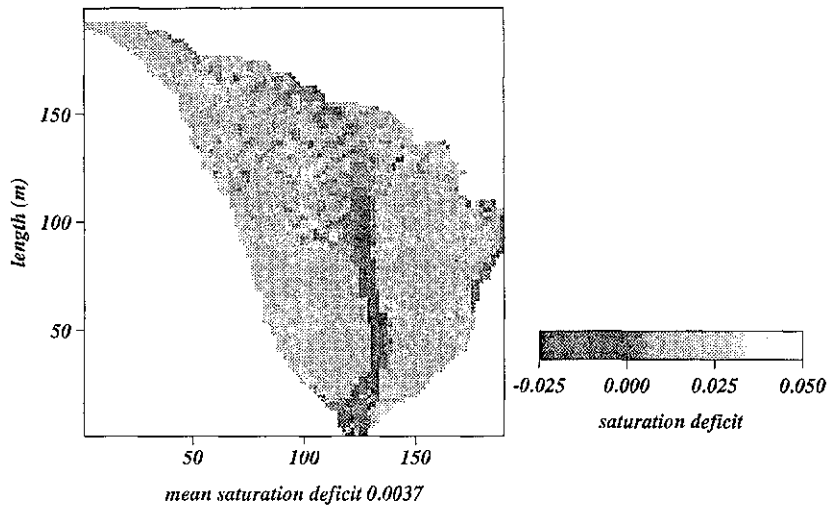 150
100
50
length (m)
50 100 150
mean saturation deficit 0.0037
-0.025 0.000 0.025 0.050
saturation deficit